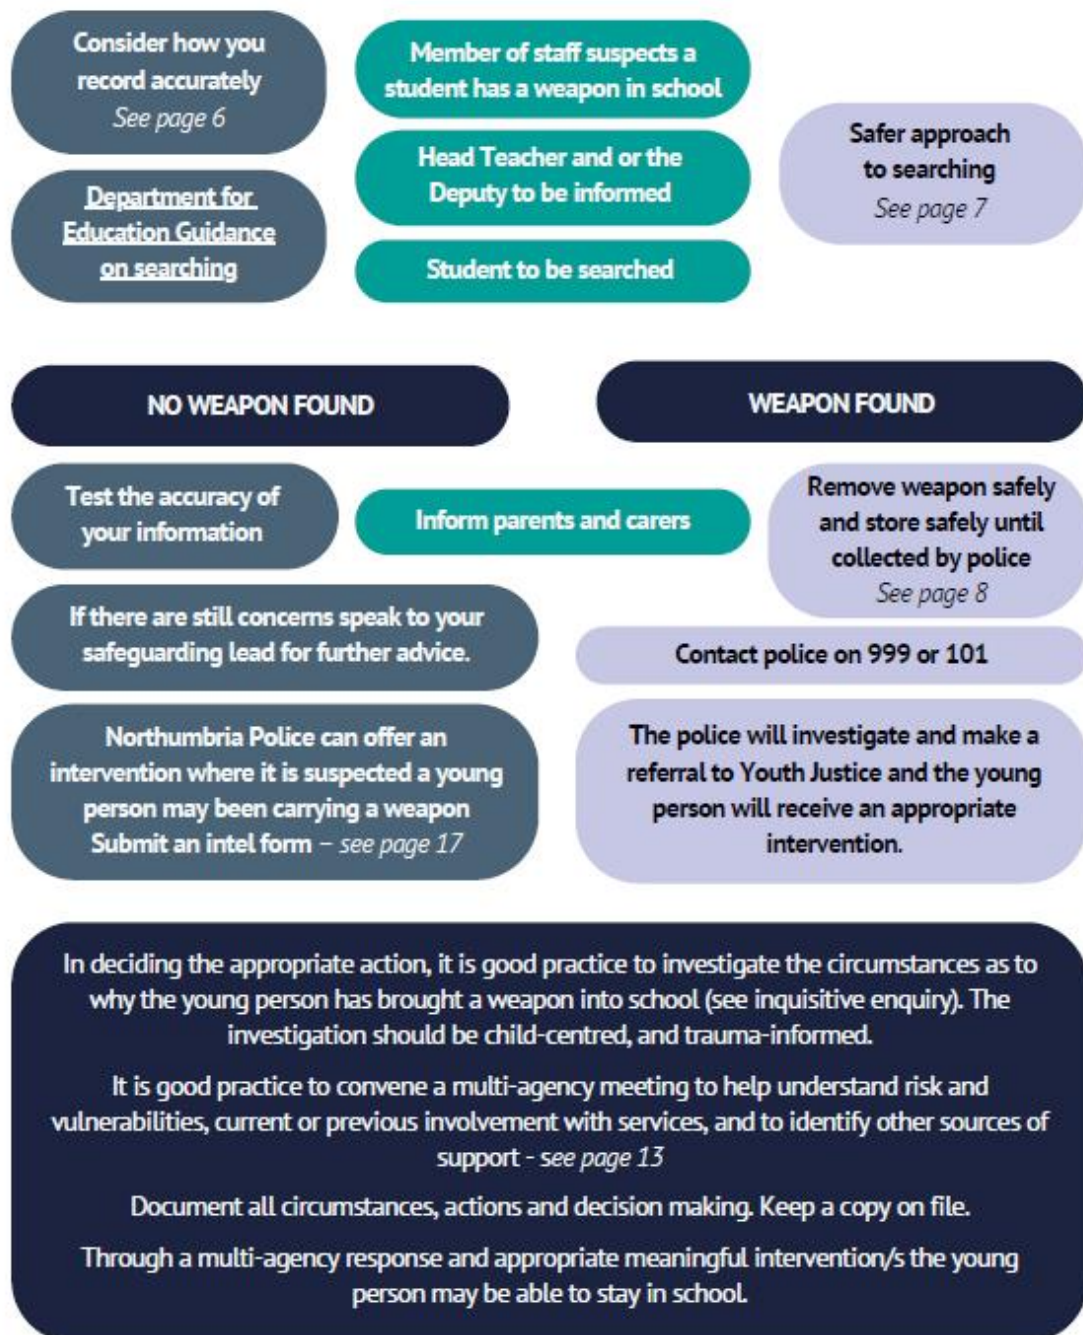 Consider how you
record accurately
See page 6
Department for
Education Guidance
on searching
Member of staff suspects a
student has a weapon in school
Head Teacher and or the
Deputy to be informed
Student to be searched
Safer approach
to searching
See page 7
NO WEAPON FOUND
WEAPON FOUND
Test the accuracy of
your information
Inform parents and carers
Remove weapon safely
and store safely until
collected by police
See page 8
If there are still concerns speak to your
safeguarding lead for further advice.
Contact police on 999 or 101
Northumbria Police can offer an
intervention where it is suspected a young
person may been carrying a weapon
Submit an intel form – see page 17
The police will investigate and make a
referral to Youth Justice and the young
person will receive an appropriate
intervention.
In deciding the appropriate action, it is good practice to investigate the circumstances as to
why the young person has brought a weapon into school (see inquisitive enquiry). The
investigation should be child-centred, and trauma-informed.
It is good practice to convene a multi-agency meeting to help understand risk and
vulnerabilities, current or previous involvement with services, and to identify other sources of
support - see page 13
Document all circumstances, actions and decision making. Keep a copy on file.
Through a multi-agency response and appropriate meaningful intervention/s the young
person may be able to stay in school.